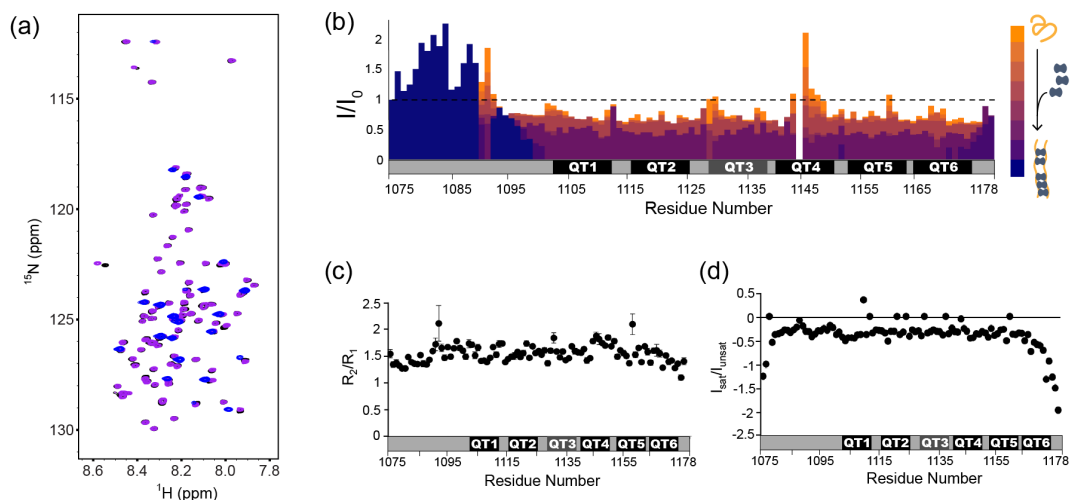 (a)
115
120
125
130
¹⁵N (ppm)
8.6 8.4 8.2 8.0 7.8
¹H (ppm)
(b)
2
1.5
1
0.5
0
I/I₀
QT1 QT2 QT3 QT4 QT5 QT6
1075 1085 1095 1105 1115 1125 1135 1145 1155 1165 1178
Residue Number
(c)
2.5
2
1.5
1
0.5
0
R₂/R₁
QT1 QT2 QT3 QT4 QT5 QT6
1075 1095 1115 1135 1158 1178
Residue Number
(d)
0.5
0
-0.5
-1
-1.5
-2
-2.5
Isat/Iunsat
QT1 QT2 QT3 QT4 QT5 QT6
1075 1095 1115 1135 1158 1178
Residue Number